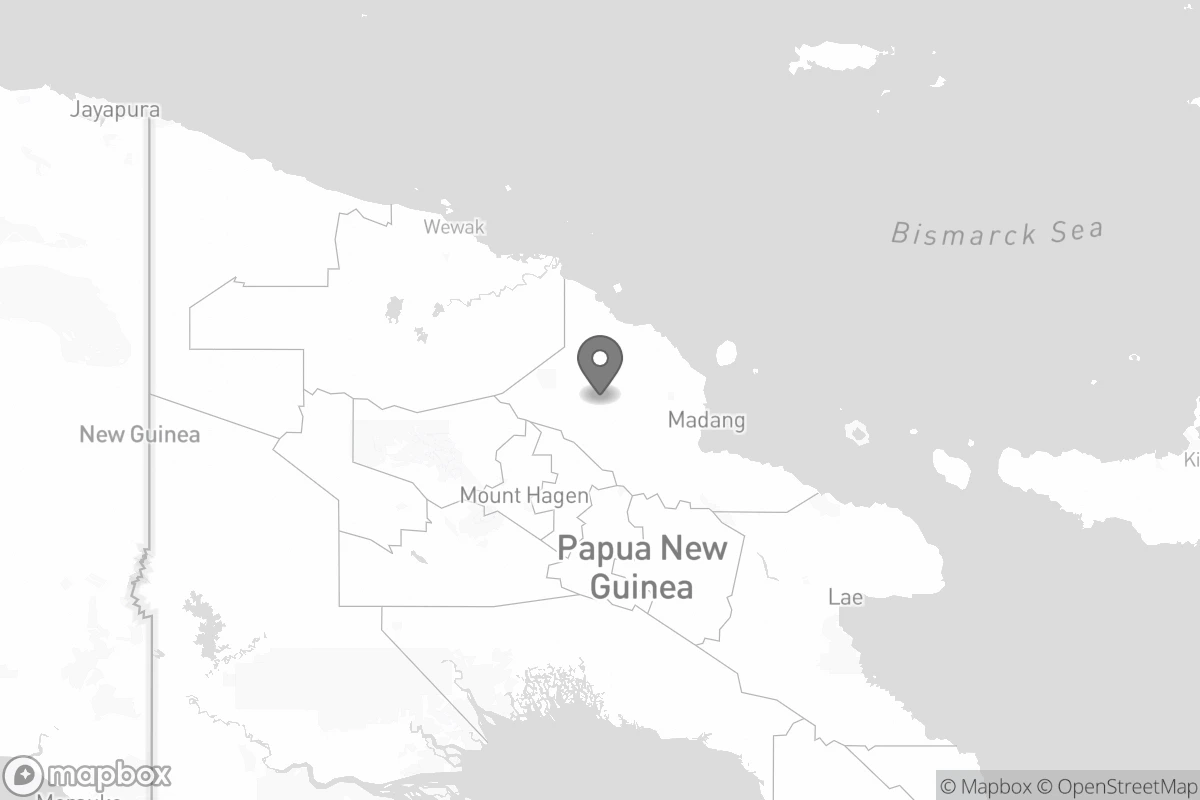 Jayapura
Wewak
Bismarck Sea
Madang
New Guinea
Mount Hagen
Papua New
Guinea
Lae
Ki
mapbox
© Mapbox © OpenStreetMap